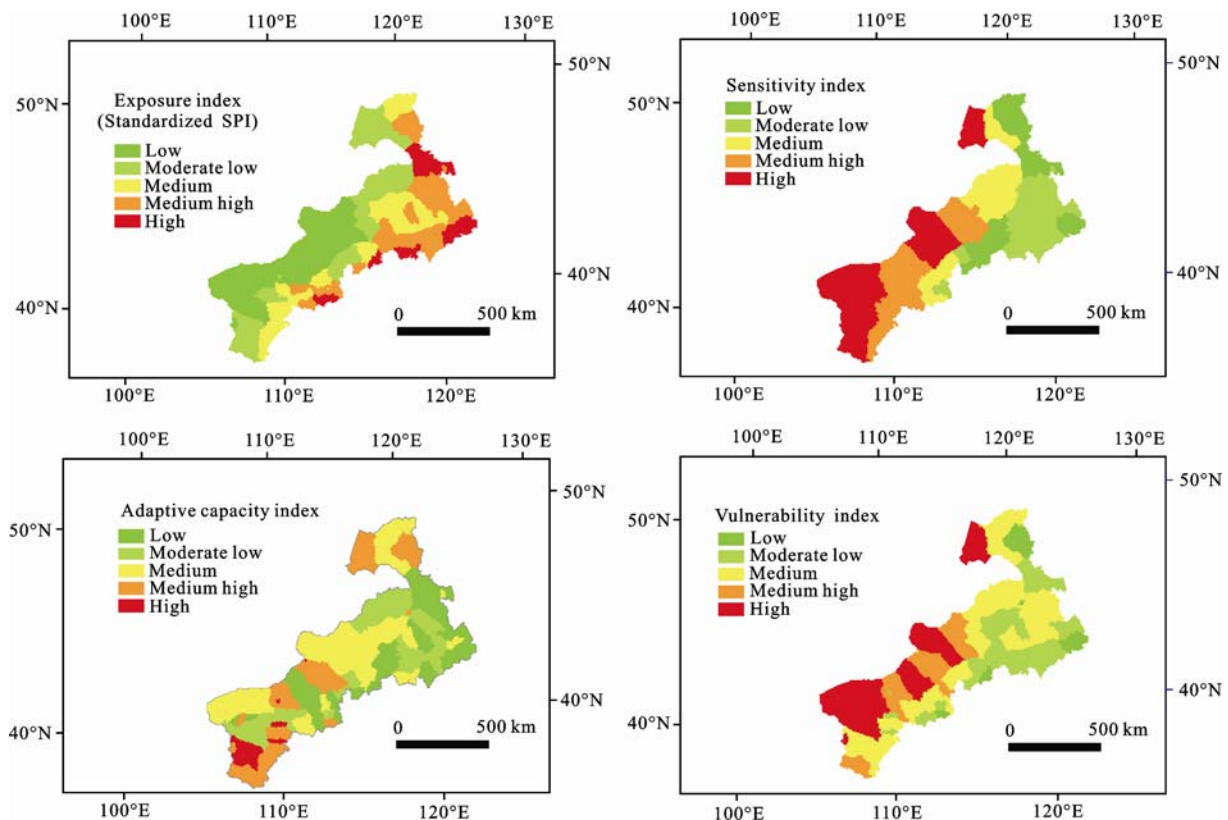 100°E 110°E 120°E 130°E
50°N
50°N
Exposure index
(Standardized SPI)
Low
Moderate low
Medium
Medium high
High
40°N
40°N
0 500 km
100°E 110°E 120°E
100°E 110°E 120°E 130°E
50°N
50°N
Sensitivity index
Low
Moderate low
Medium
Medium high
High
40°N
40°N
0 500 km
100°E 110°E 120°E
100°E 110°E 120°E 130°E
50°N
50°N
Adaptive capacity index
Low
Moderate low
Medium
Medium high
High
40°N
40°N
0 500 km
100°E 110°E 120°E
100°E 110°E 120°E 130°E
50°N
50°N
Vulnerability index
Low
Moderate low
Medium
Medium high
High
40°N
40°N
0 500 km
100°E 110°E 120°E